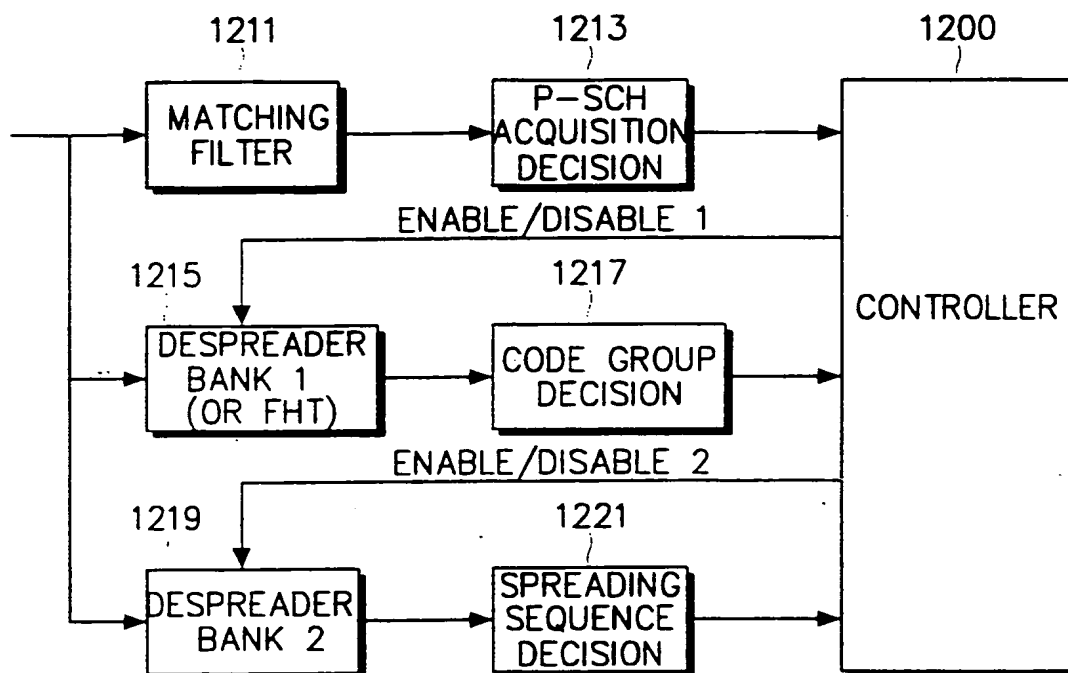 1211
1213
1200
MATCHING
FILTER
P-SCH
ACQUISITION
DECISION
ENABLE/DISABLE 1
1215
1217
CONTROLLER
DESPREADER
BANK 1
(OR FHT)
CODE GROUP
DECISION
ENABLE/DISABLE 2
1219
1221
DESPREADER
BANK 2
SPREADING
SEQUENCE
DECISION